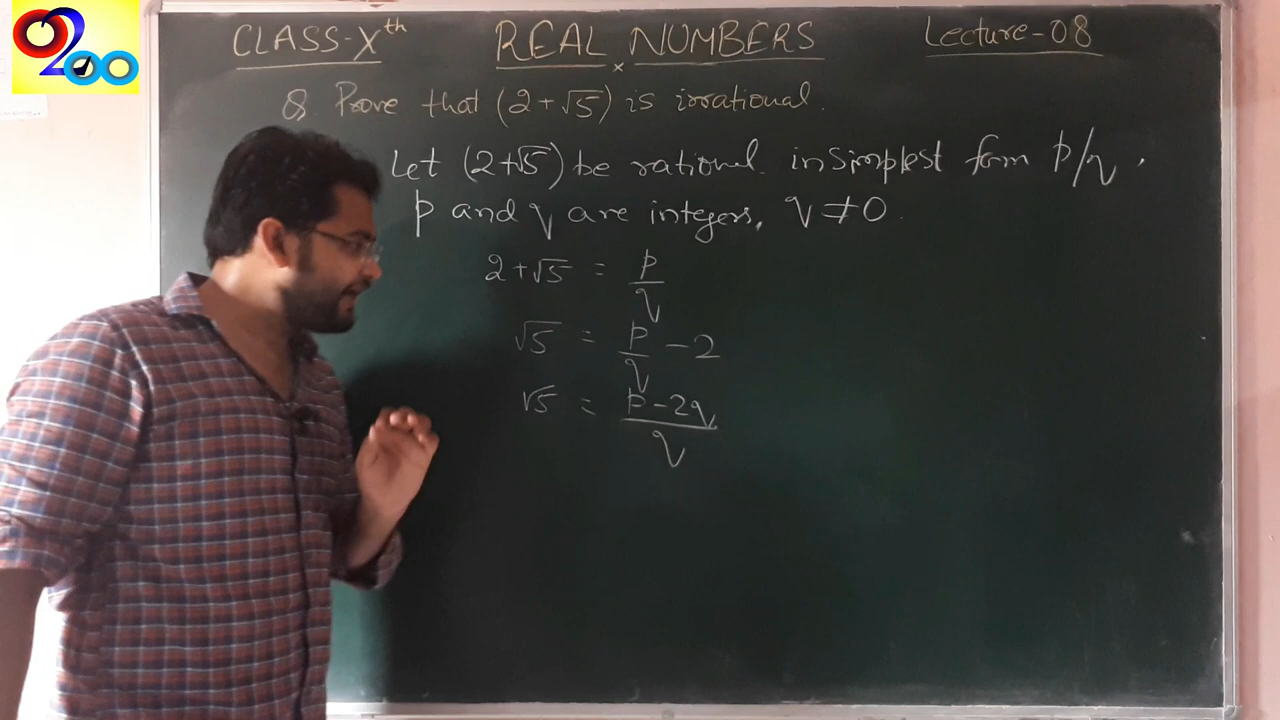 0200
CLASS-Xth REAL NUMBERS Lecture-08
Q. Prove that (2+√5) is irrational.
Let (2+√5) be rational. in simplest form p/q.
p and q are integers, q ≠ 0.
2+√5 = p/q
√5 = p/q - 2
√5 = (p-2q)/q